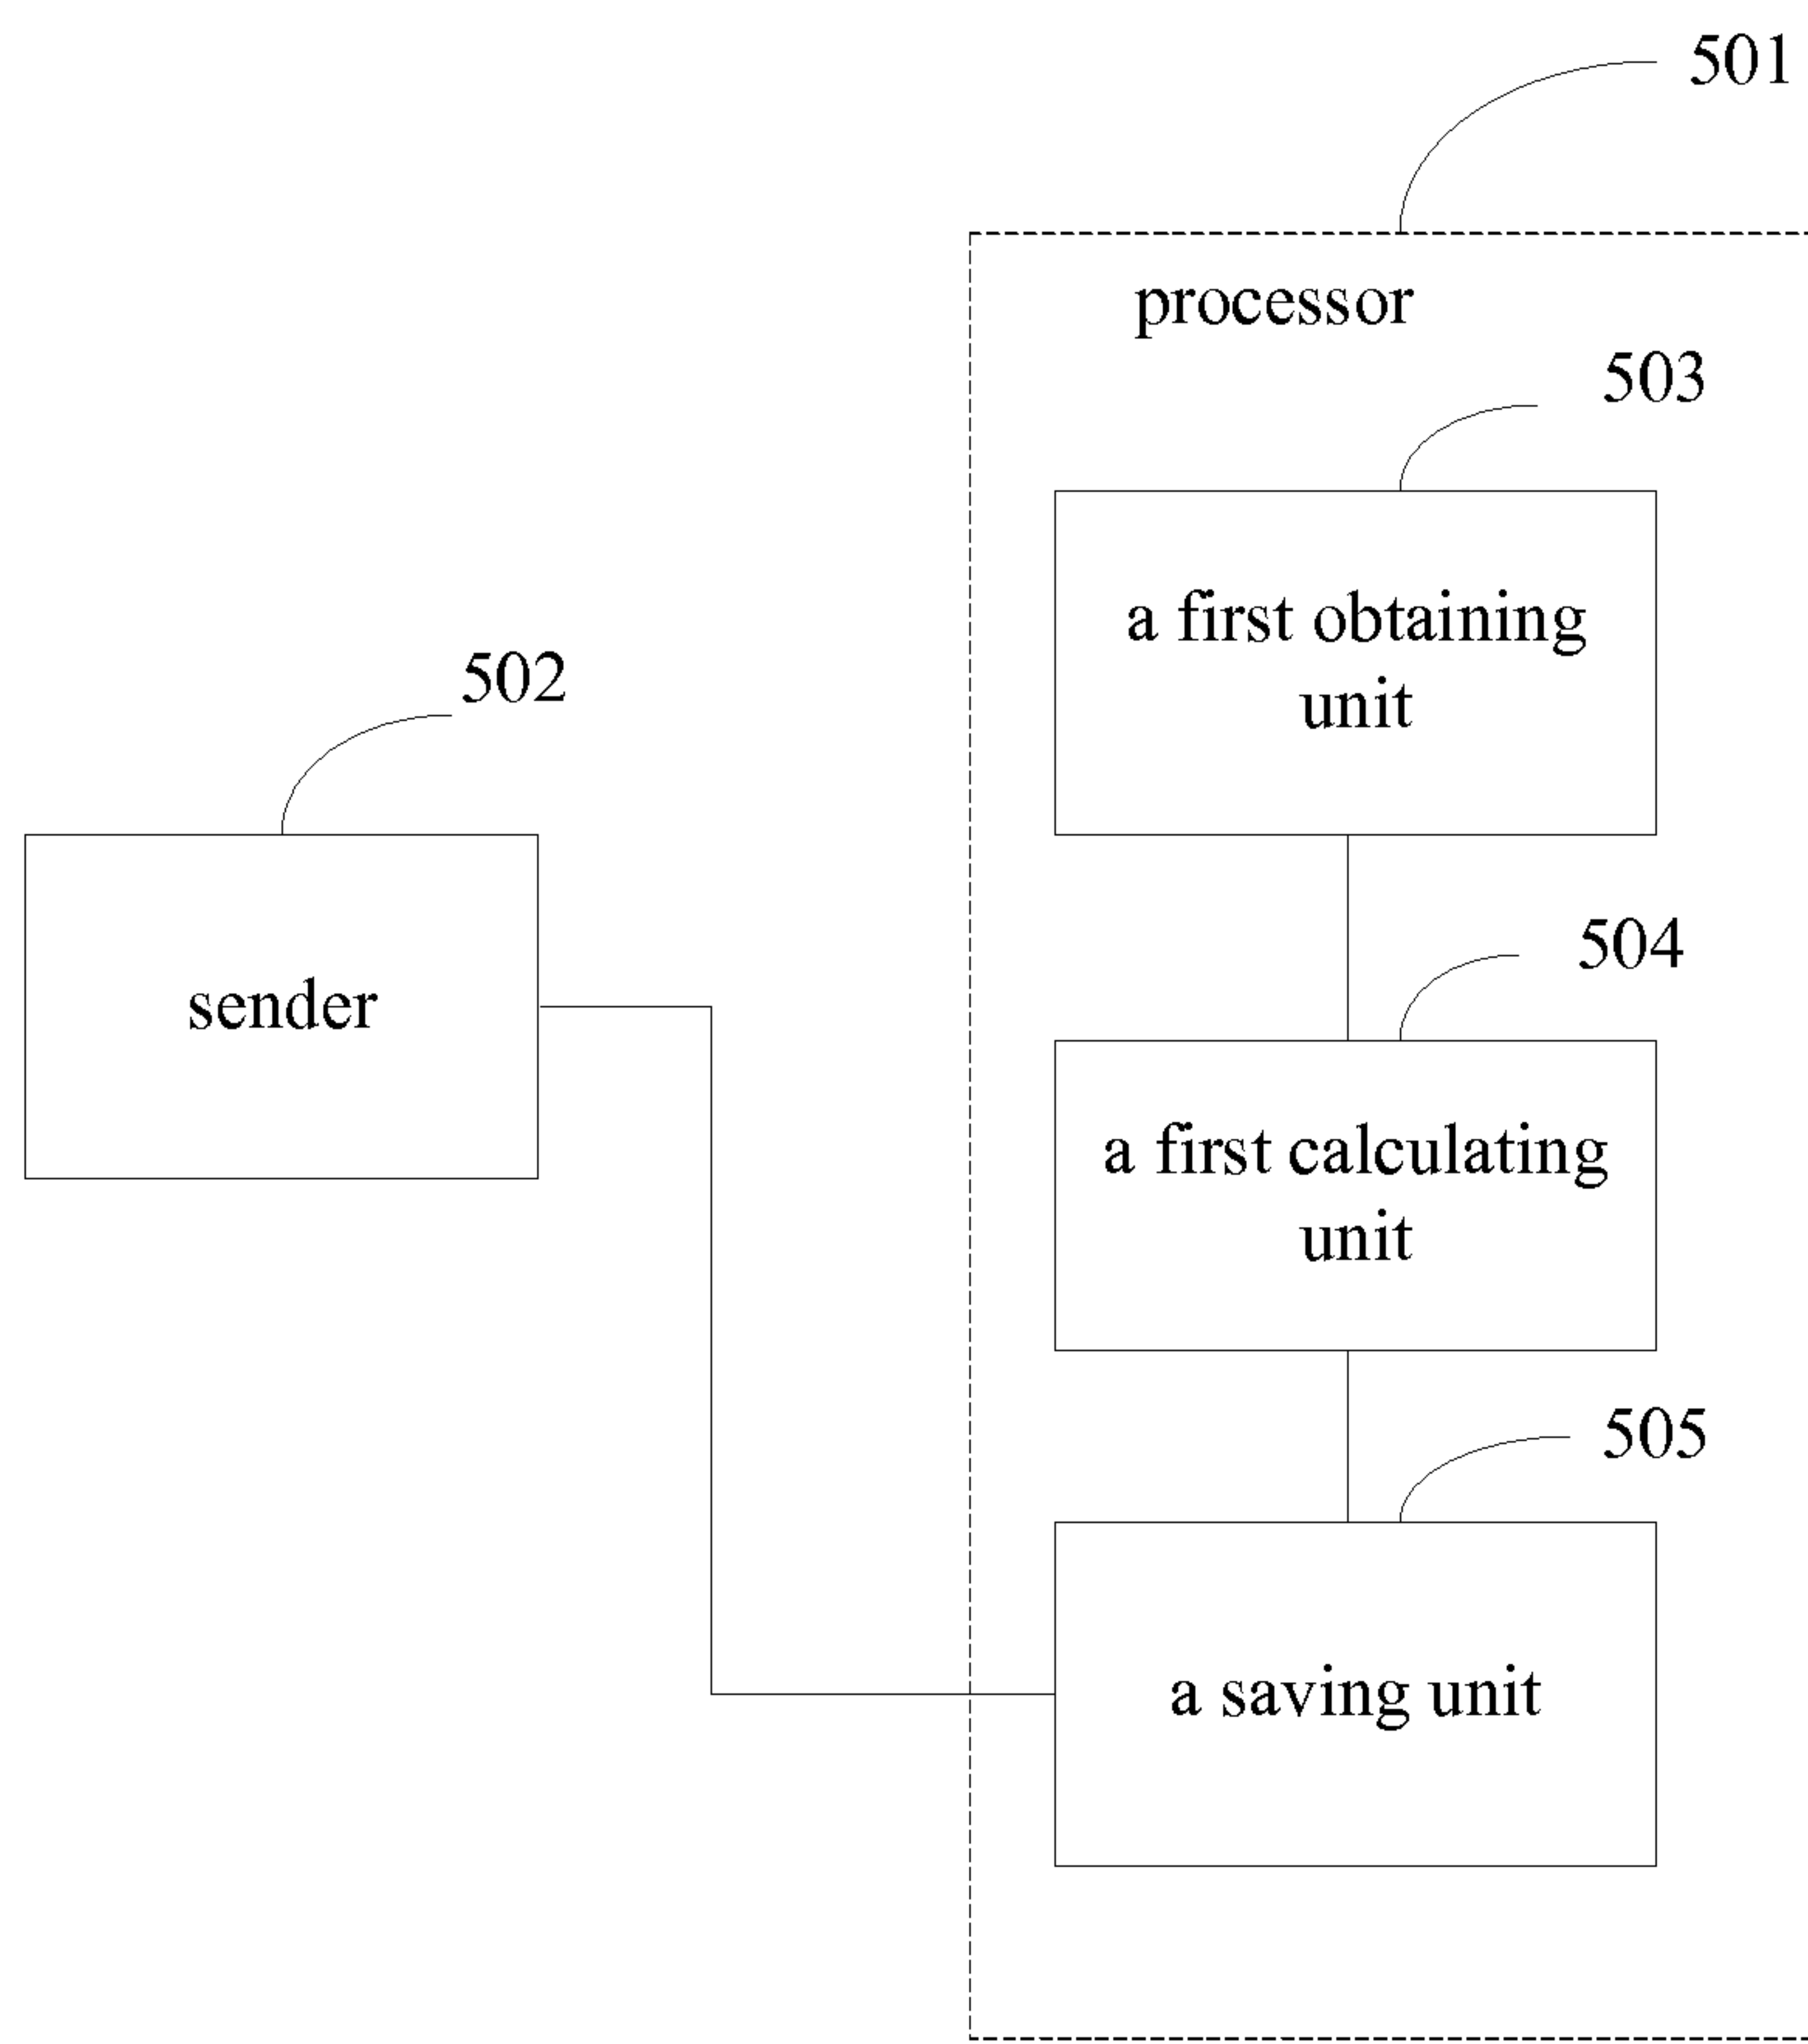 501
processor
503
a first obtaining
unit
502
sender
504
a first calculating
unit
505
a saving unit